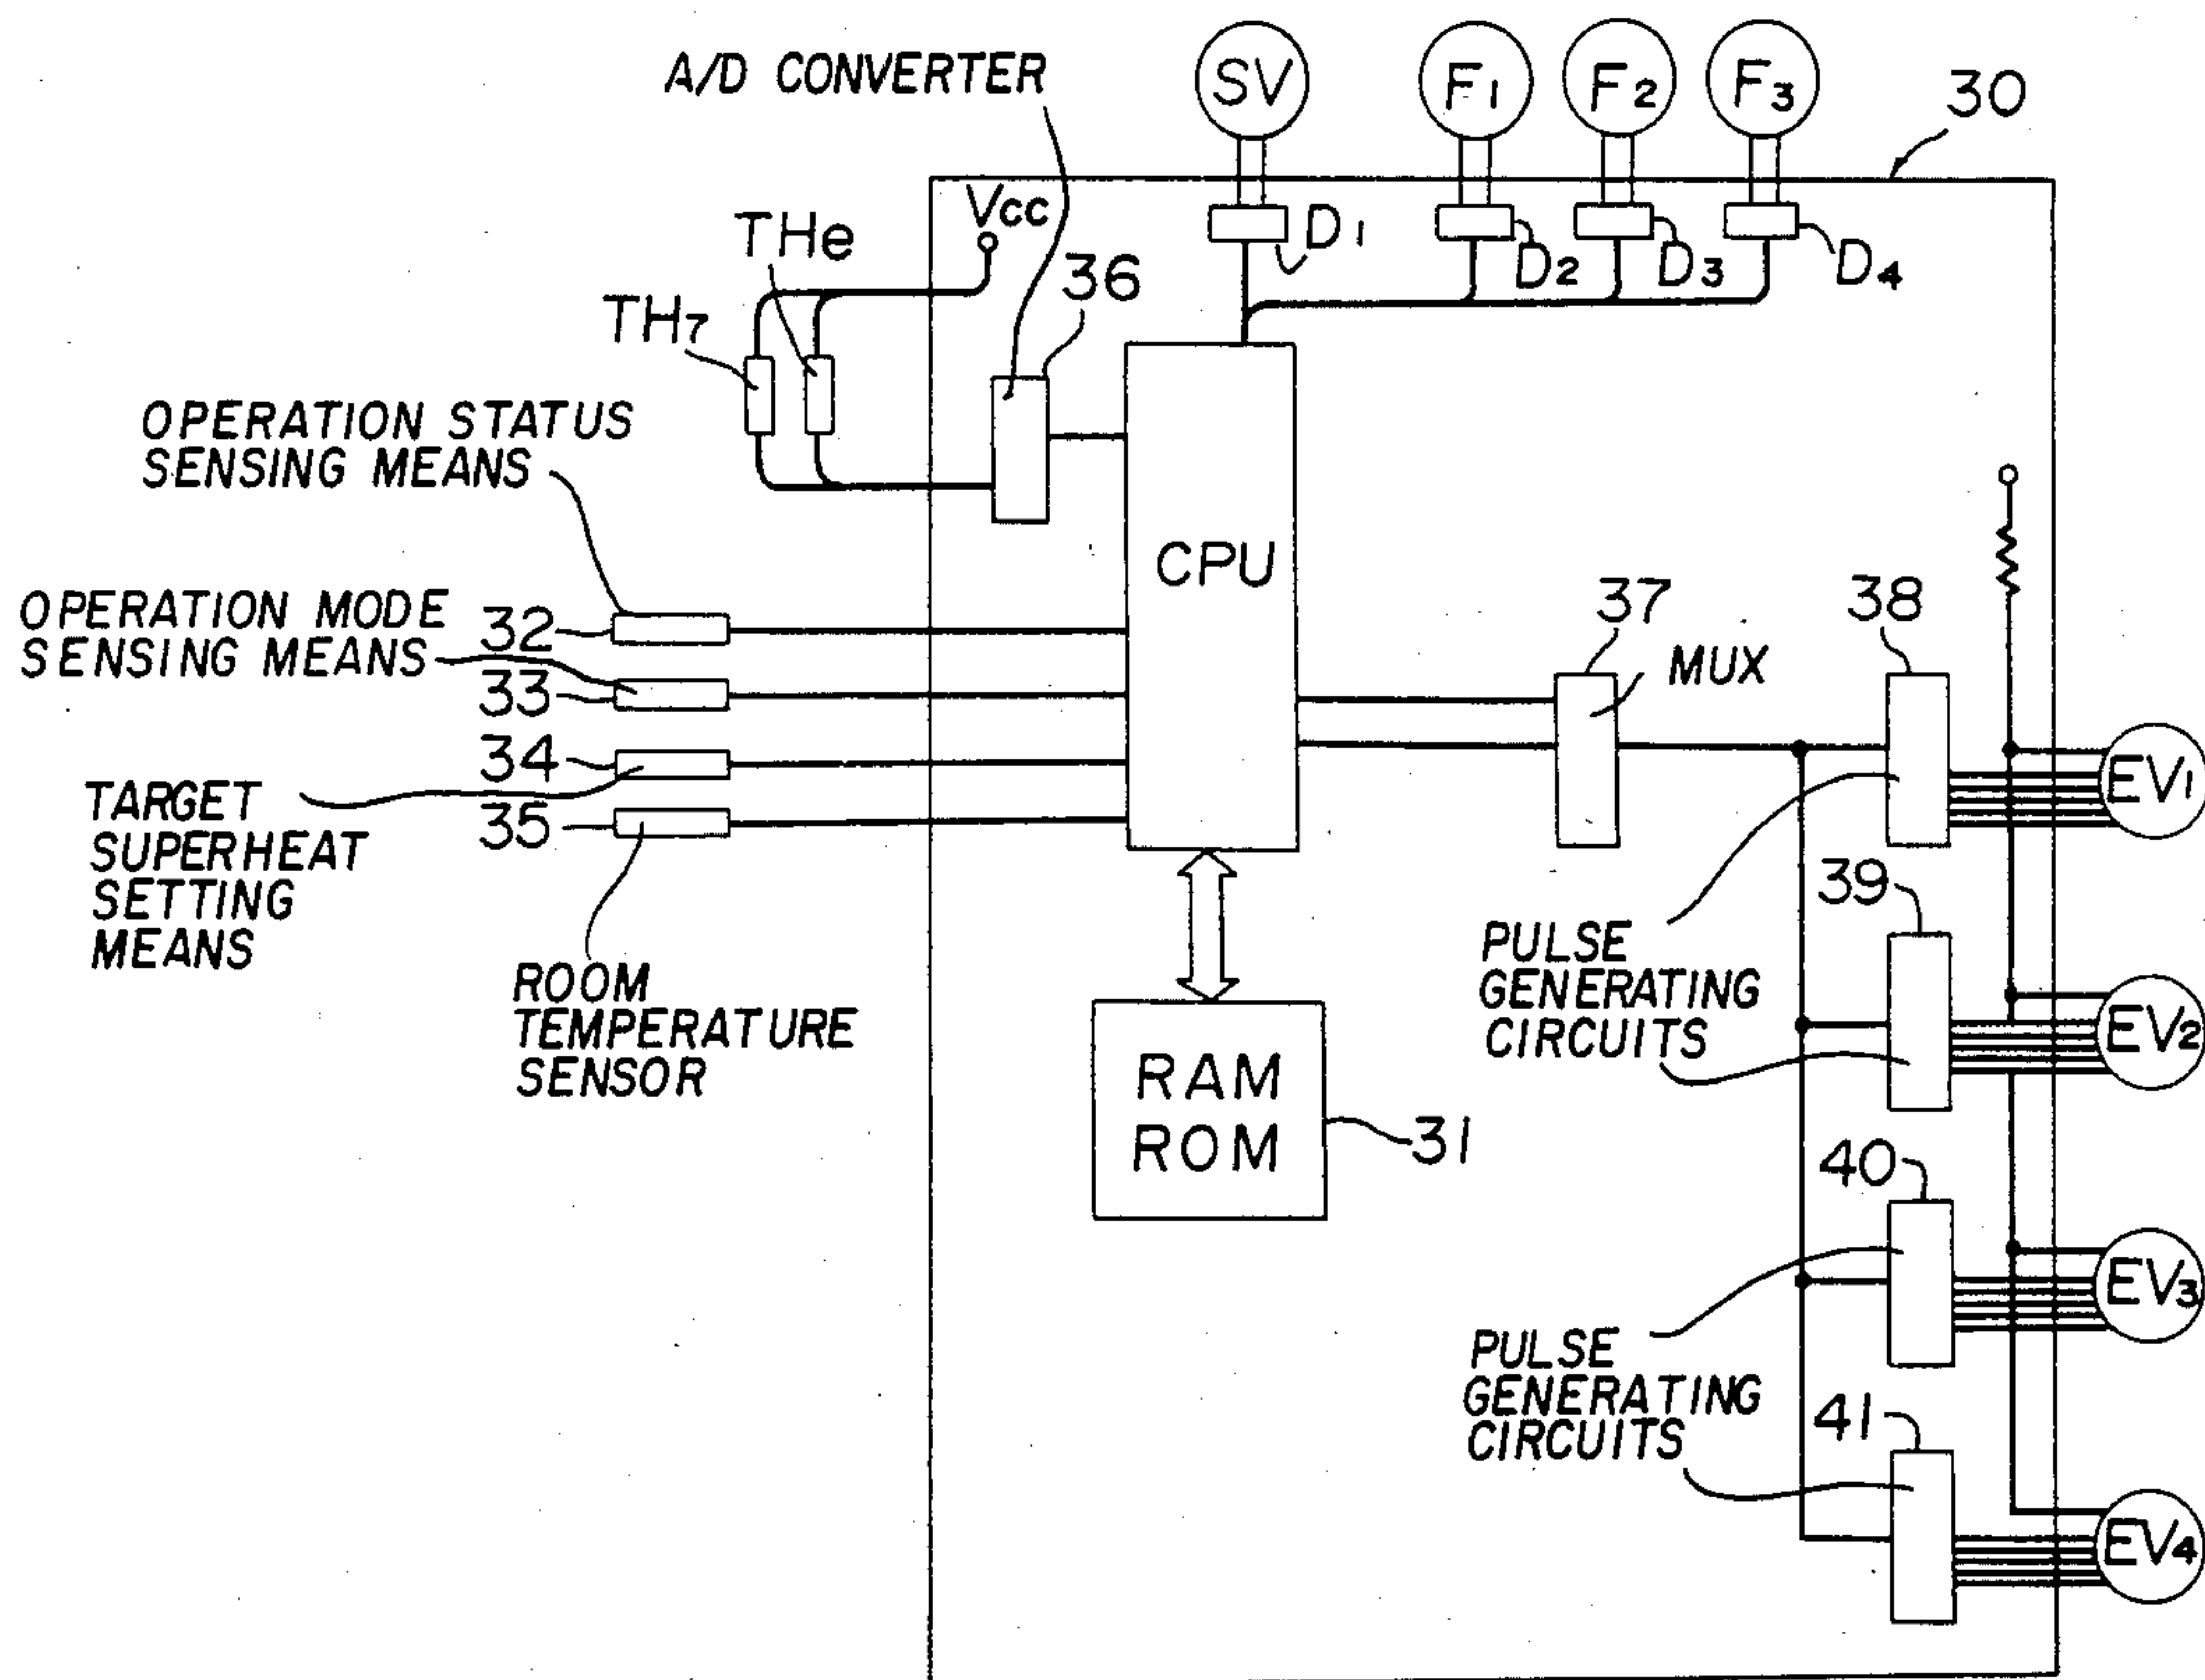 A/D CONVERTER
SV
F1
F2
F3
30
Vcc
THe
TH7
36
D1
D2
D3
D4
OPERATION STATUS
SENSING MEANS
CPU
OPERATION MODE
SENSING MEANS
32
33
34
35
37
MUX
38
EV1
TARGET
SUPERHEAT
SETTING
MEANS
ROOM
TEMPERATURE
SENSOR
39
PULSE
GENERATING
CIRCUITS
EV2
RAM
ROM
31
40
EV3
PULSE
GENERATING
CIRCUITS
41
EV4